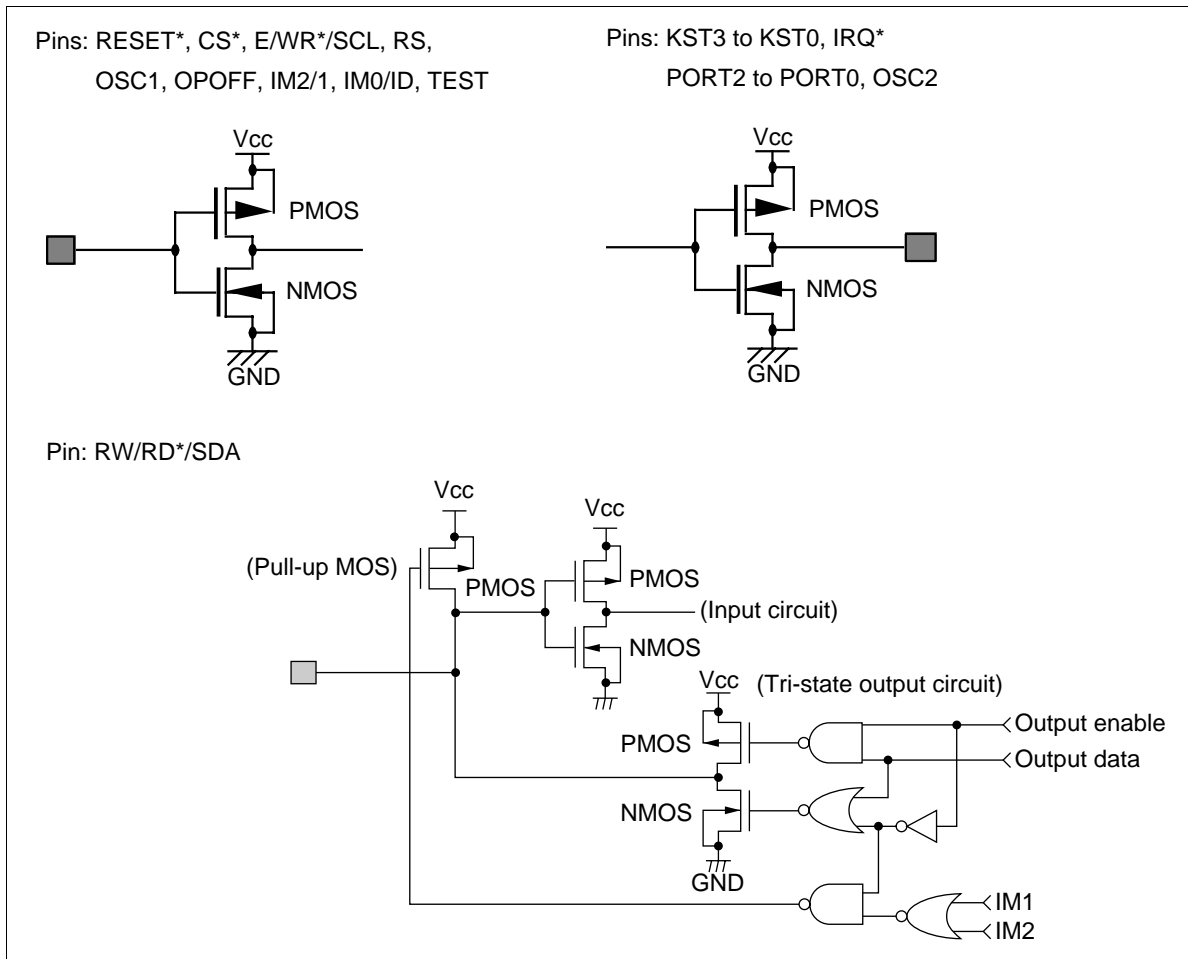 Pins: RESET*, CS*, E/WR*/SCL, RS,
OSC1, OPOFF, IM2/1, IM0/ID, TEST
Pins: KST3 to KST0, IRQ*
PORT2 to PORT0, OSC2
Vcc
PMOS
NMOS
GND
Vcc
PMOS
NMOS
GND
Pin: RW/RD*/SDA
Vcc
(Pull-up MOS)
PMOS
Vcc
PMOS
(Input circuit)
NMOS
Vcc
(Tri-state output circuit)
PMOS
Output enable
Output data
NMOS
GND
IM1
IM2